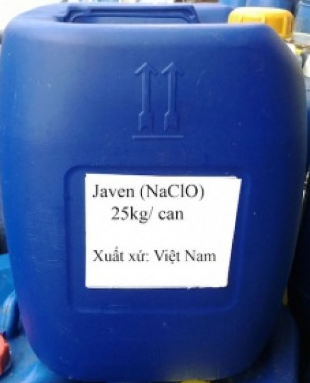 Javen (NaClO)
25kg/ can
Xuất xứ: Việt Nam